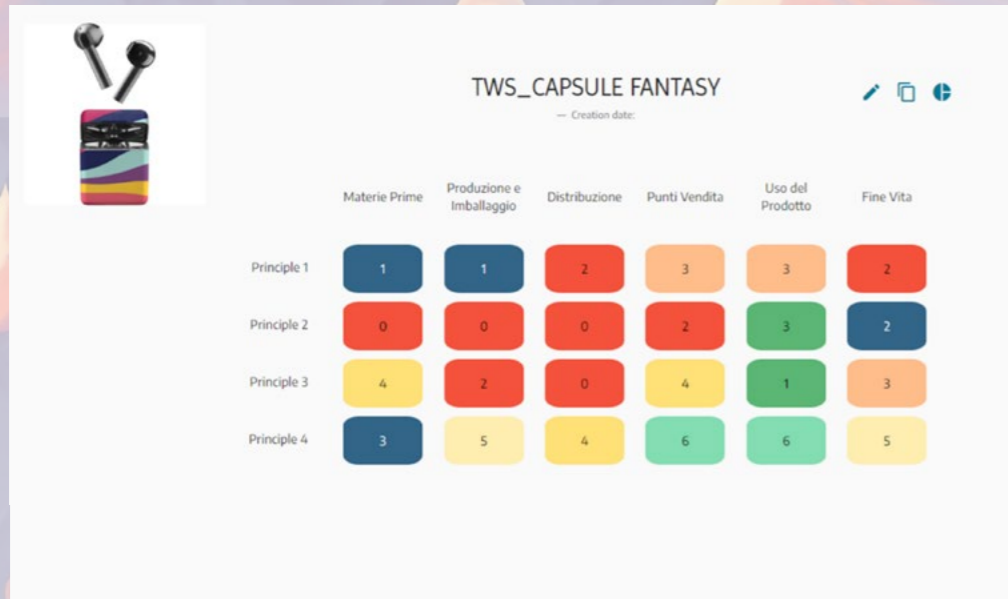 TWS_CAPSULE FANTASY
— Creation date:
Materie Prime
Produzione e
Imballaggio
Distribuzione
Punti Vendita
Uso del
Prodotto
Fine Vita
Principle 1 1 1 2 3 3 2
Principle 2 0 0 0 2 3 2
Principle 3 4 2 0 4 1 3
Principle 4 3 5 4 6 6 5